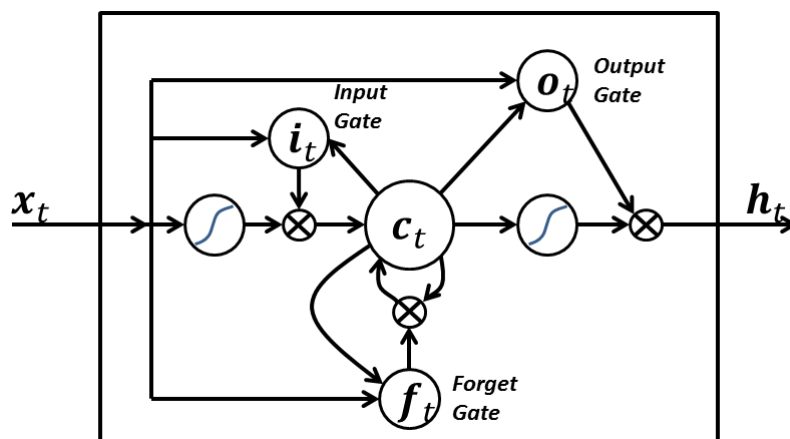 Output
o_t Gate
Input
Gate
i_t
x_t
c_t
h_t
Forget
f_t Gate